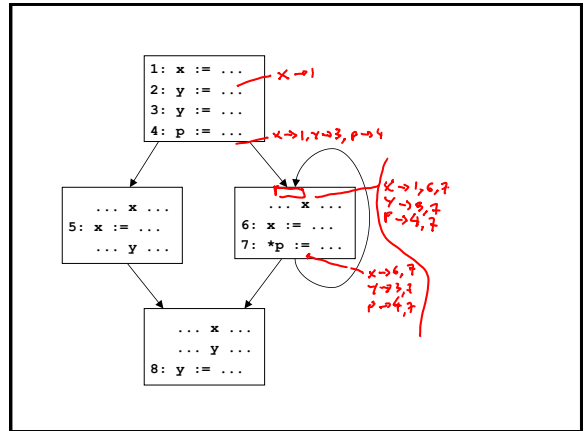 1: x := ...
2: y := ...
3: y := ...
4: p := ...
x→1
x→1, y→3, p→4
... x ...
5: x := ...
... y ...
... x ...
6: x := ...
7: *p := ...
x→1,6,7
y→3,7
p→4,7
x→6,7
y→3,7
p→4,7
... x ...
... y ...
8: y := ...